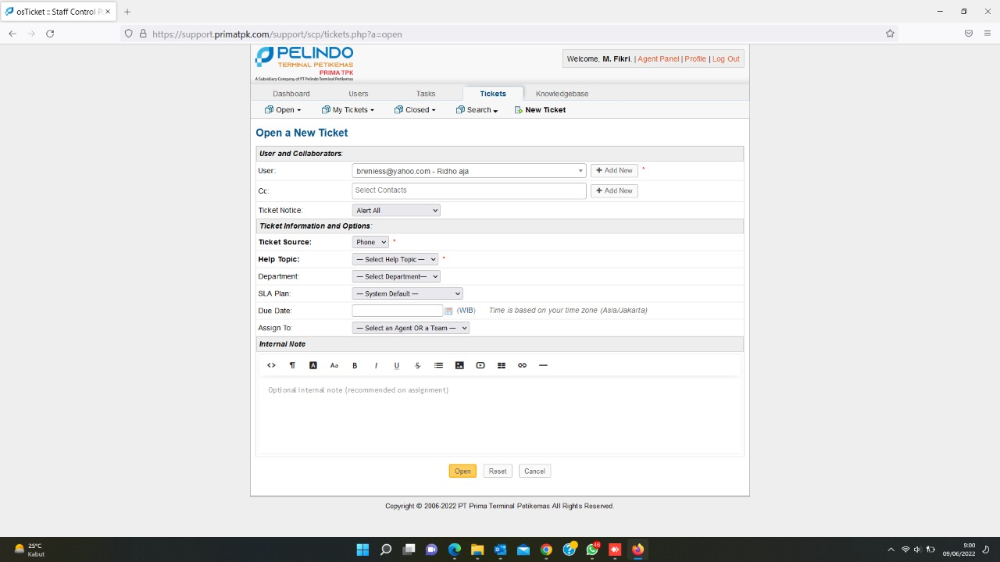 osTicket :: Staff Control P
https://support.primatpk.com/support/scp/tickets.php?a=open
PELINDO
TERMINAL PETIKEMAS
PRIMA TPK
A Subsidiary Company of PT Pelindo Terminal Petikemas
Welcome, M. Fikri. | Agent Panel | Profile | Log Out
Dashboard Users Tasks Tickets Knowledgebase
Open My Tickets Closed Search New Ticket
Open a New Ticket
User and Collaborators:
User: brwniess@yahoo.com - Ridho aja Add New *
Cc: Select Contacts Add New
Ticket Notice: Alert All
Ticket Information and Options:
Ticket Source: Phone *
Help Topic: — Select Help Topic — *
Department: — Select Department—
SLA Plan: — System Default —
Due Date: (WIB) Time is based on your time zone (Asia/Jakarta)
Assign To: — Select an Agent OR a Team —
Internal Note
Optional internal note (recommended on assignment)
Open Reset Cancel
Copyright © 2006-2022 PT Prima Terminal Petikemas All Rights Reserved.
25°C
Kabut
46
9:00
09/06/2022